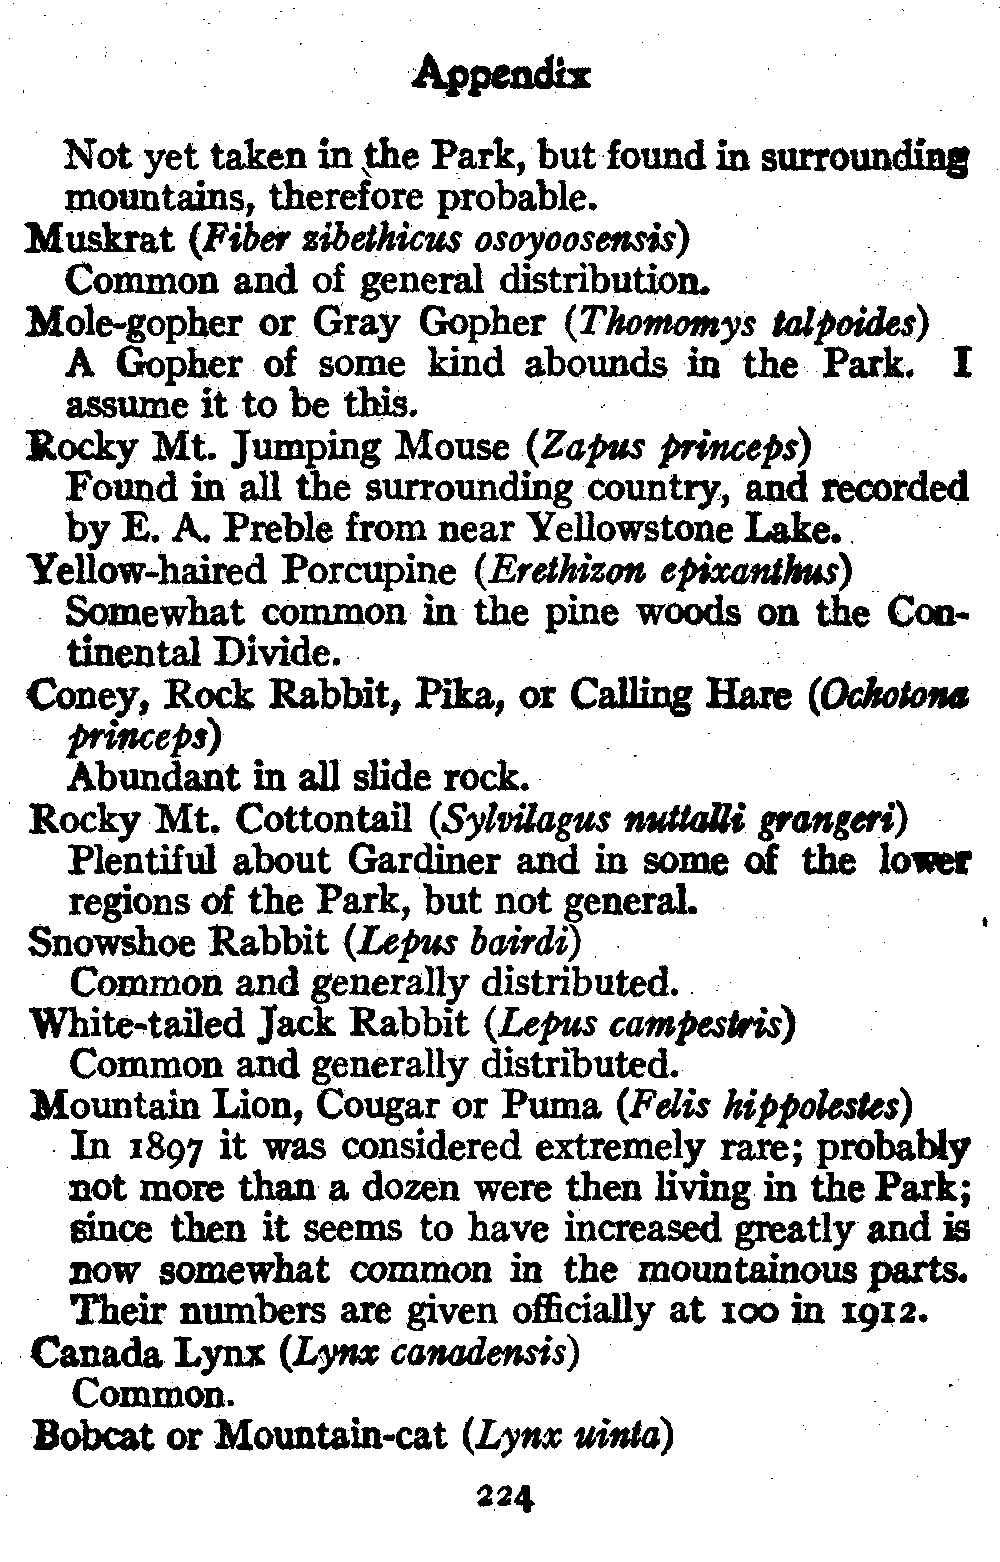 Appendix
Not yet taken in the Park, but found in surrounding
mountains, therefore probable.
Muskrat (Fiber zibethicus osoyoosensis)
Common and of general distribution.
Mole-gopher or Gray Gopher (Thomomys talpoides)
A Gopher of some kind abounds in the Park. I
assume it to be this.
Rocky Mt. Jumping Mouse (Zapus princeps)
Found in all the surrounding country, and recorded
by E. A. Preble from near Yellowstone Lake.
Yellow-haired Porcupine (Erethizon epixanthus)
Somewhat common in the pine woods on the Con-
tinental Divide.
Coney, Rock Rabbit, Pika, or Calling Hare (Ochotona
princeps)
Abundant in all slide rock.
Rocky Mt. Cottontail (Sylvilagus nuttalli grangeri)
Plentiful about Gardiner and in some of the lower
regions of the Park, but not general.
Snowshoe Rabbit (Lepus bairdi)
Common and generally distributed.
White-tailed Jack Rabbit (Lepus campestris)
Common and generally distributed.
Mountain Lion, Cougar or Puma (Felis hippolestes)
In 1897 it was considered extremely rare; probably
not more than a dozen were then living in the Park;
since then it seems to have increased greatly and is
now somewhat common in the mountainous parts.
Their numbers are given officially at 100 in 1912.
Canada Lynx (Lynx canadensis)
Common.
Bobcat or Mountain-cat (Lynx uinta)
224